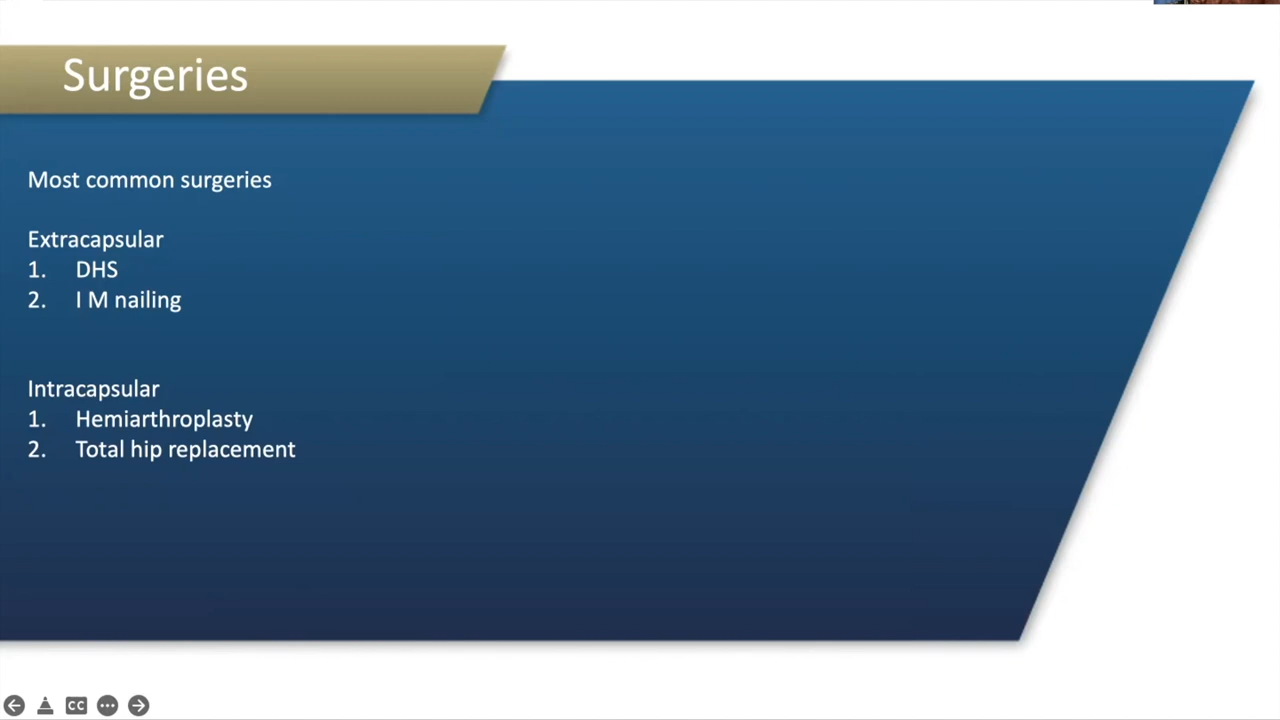 Surgeries
Most common surgeries
Extracapsular
1. DHS
2. I M nailing
Intracapsular
1. Hemiarthroplasty
2. Total hip replacement
CC